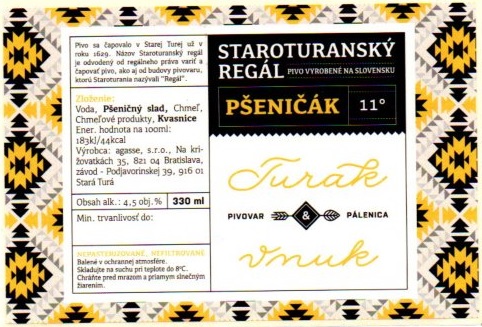 Pivo sa čapovalo v Starej Turej už v
roku 1629. Názov Staroturanský regál
je odvodený od regálneho práva variť a
čapovať pivo, ako aj od budovy pivovaru,
ktorú Staroturania nazývali "Regál".
Zloženie:
Voda, Pšeničný slad, Chmeľ,
Chmeľové produkty, Kvasnice
Ener. hodnota na 100ml:
183kJ/44kcal
Výrobca: agasse, s.r.o., Na kri-
žovatkách 35, 821 04 Bratislava,
závod - Podjavorinskej 39, 916 01
Stará Turá
Obsah alk.: 4,5 obj. % 330 ml
Min. trvanlivosť do:
NEPASTERIZOVANÉ, NEFILTROVANÉ
Balené v ochrannej atmosfére.
Skladujte na suchu pri teplote do 8°C.
Chráňte pred mrazom a priamym slnečným
žiarením.
STAROTURANSKÝ
REGÁL PIVO VYROBENÉ NA SLOVENSKU
PŠENIČÁK 11°
Turak
PIVOVAR & PÁLENICA
vnuk